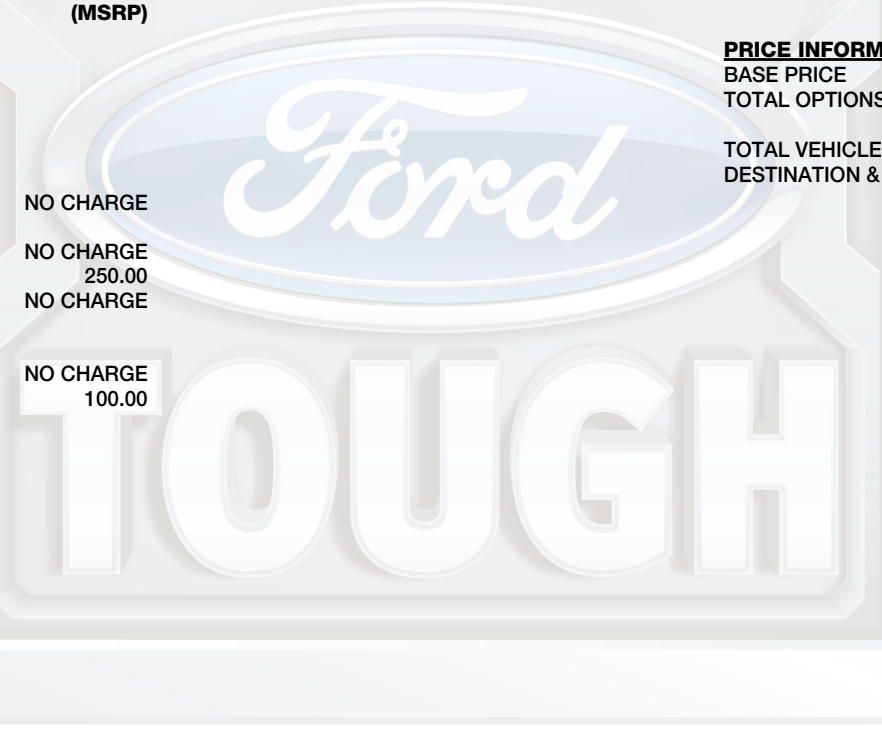 (MSRP)
NO CHARGE
NO CHARGE
250.00
NO CHARGE
NO CHARGE
100.00
PRICE INFORM
BASE PRICE
TOTAL OPTIONS
TOTAL VEHICLE
DESTINATION &
Ford
TOUGH